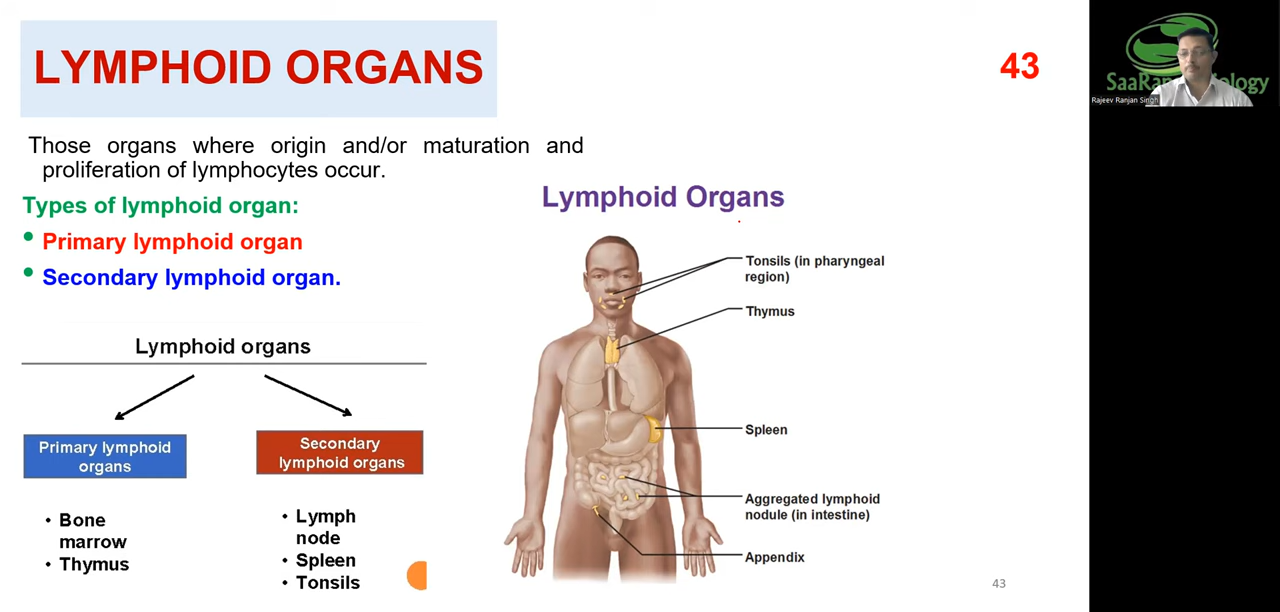 LYMPHOID ORGANS
43
Those organs where origin and/or maturation and
proliferation of lymphocytes occur.
Types of lymphoid organ:
• Primary lymphoid organ
• Secondary lymphoid organ.
Lymphoid organs
Primary lymphoid
organs
• Bone
marrow
• Thymus
Secondary
lymphoid organs
• Lymph
node
• Spleen
• Tonsils
Lymphoid Organs
Tonsils (in pharyngeal
region)
Thymus
Spleen
Aggregated lymphoid
nodule (in intestine)
Appendix
43
Rajeev Ranjan Singh